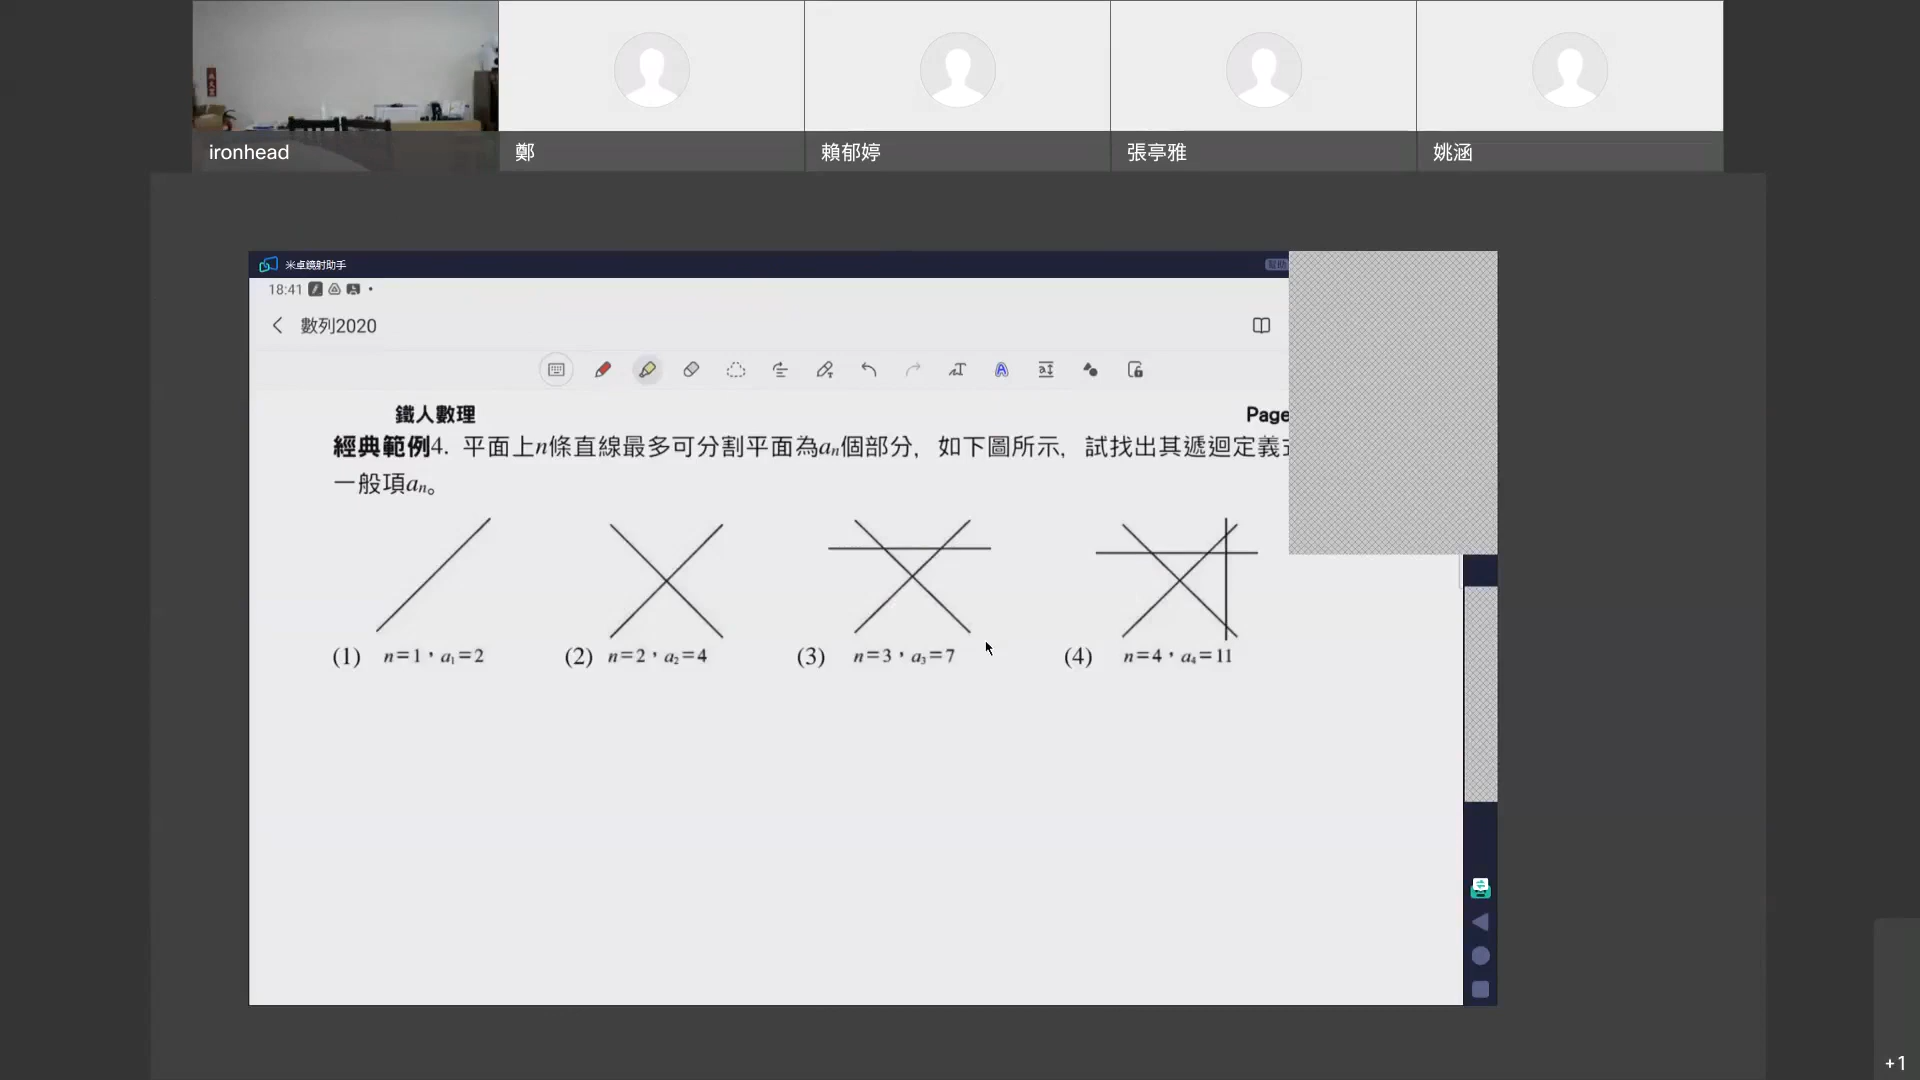 ironhead
鄭
賴郁婷
張亭雅
姚涵
米卓鏡射助手
幫助
18:41
數列2020
鐵人數理
Page
經典範例4. 平面上n條直線最多可分割平面為aₙ個部分，如下圖所示，試找出其遞迴定義
一般項aₙ。
(1) n=1，a₁=2
(2) n=2，a₂=4
(3) n=3，a₃=7
(4) n=4，a₄=11
+1